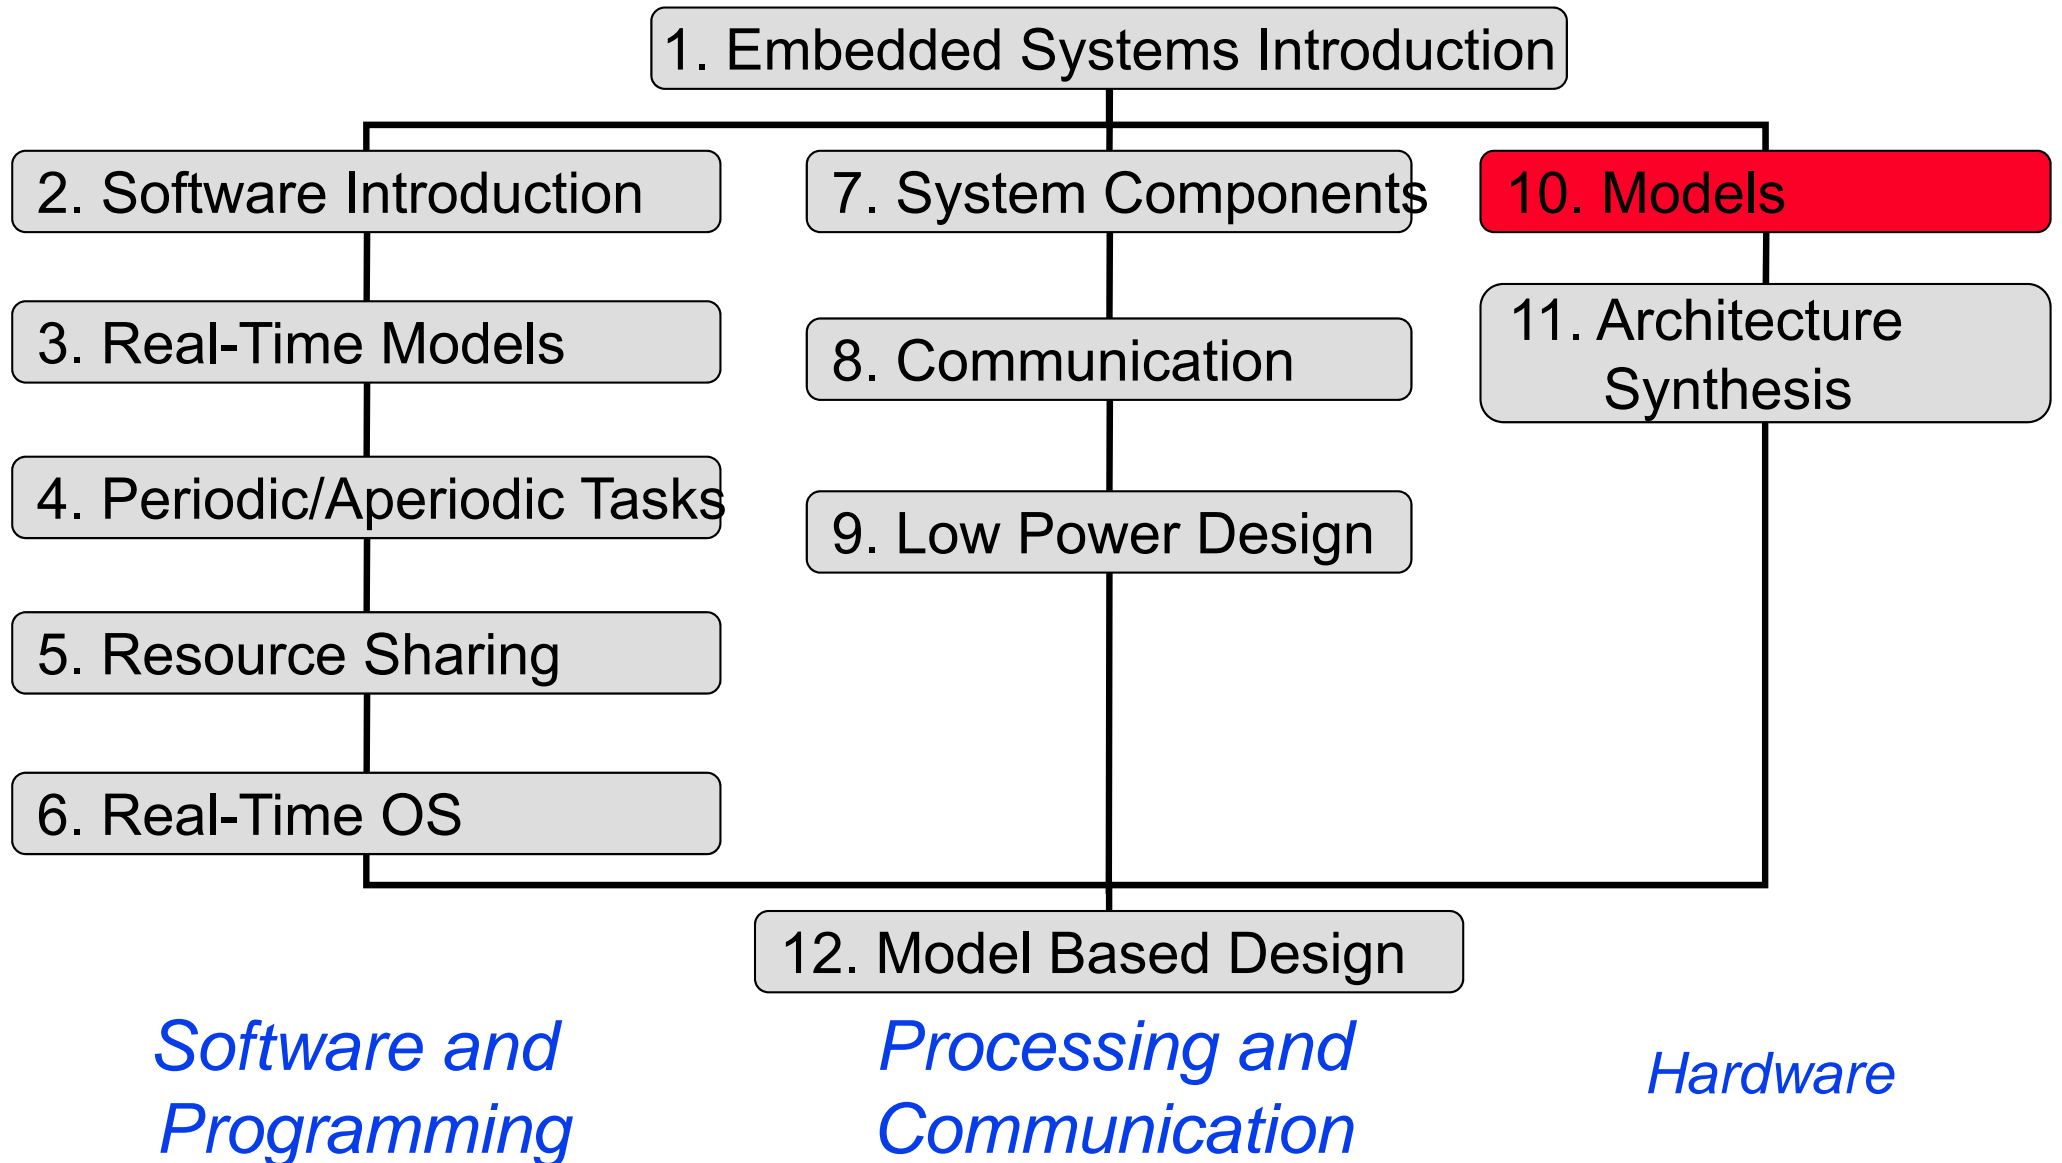 1. Embedded Systems Introduction
2. Software Introduction
3. Real-Time Models
4. Periodic/Aperiodic Tasks
5. Resource Sharing
6. Real-Time OS
7. System Components
8. Communication
9. Low Power Design
10. Models
11. Architecture
Synthesis
12. Model Based Design
Software and
Programming
Processing and
Communication
Hardware